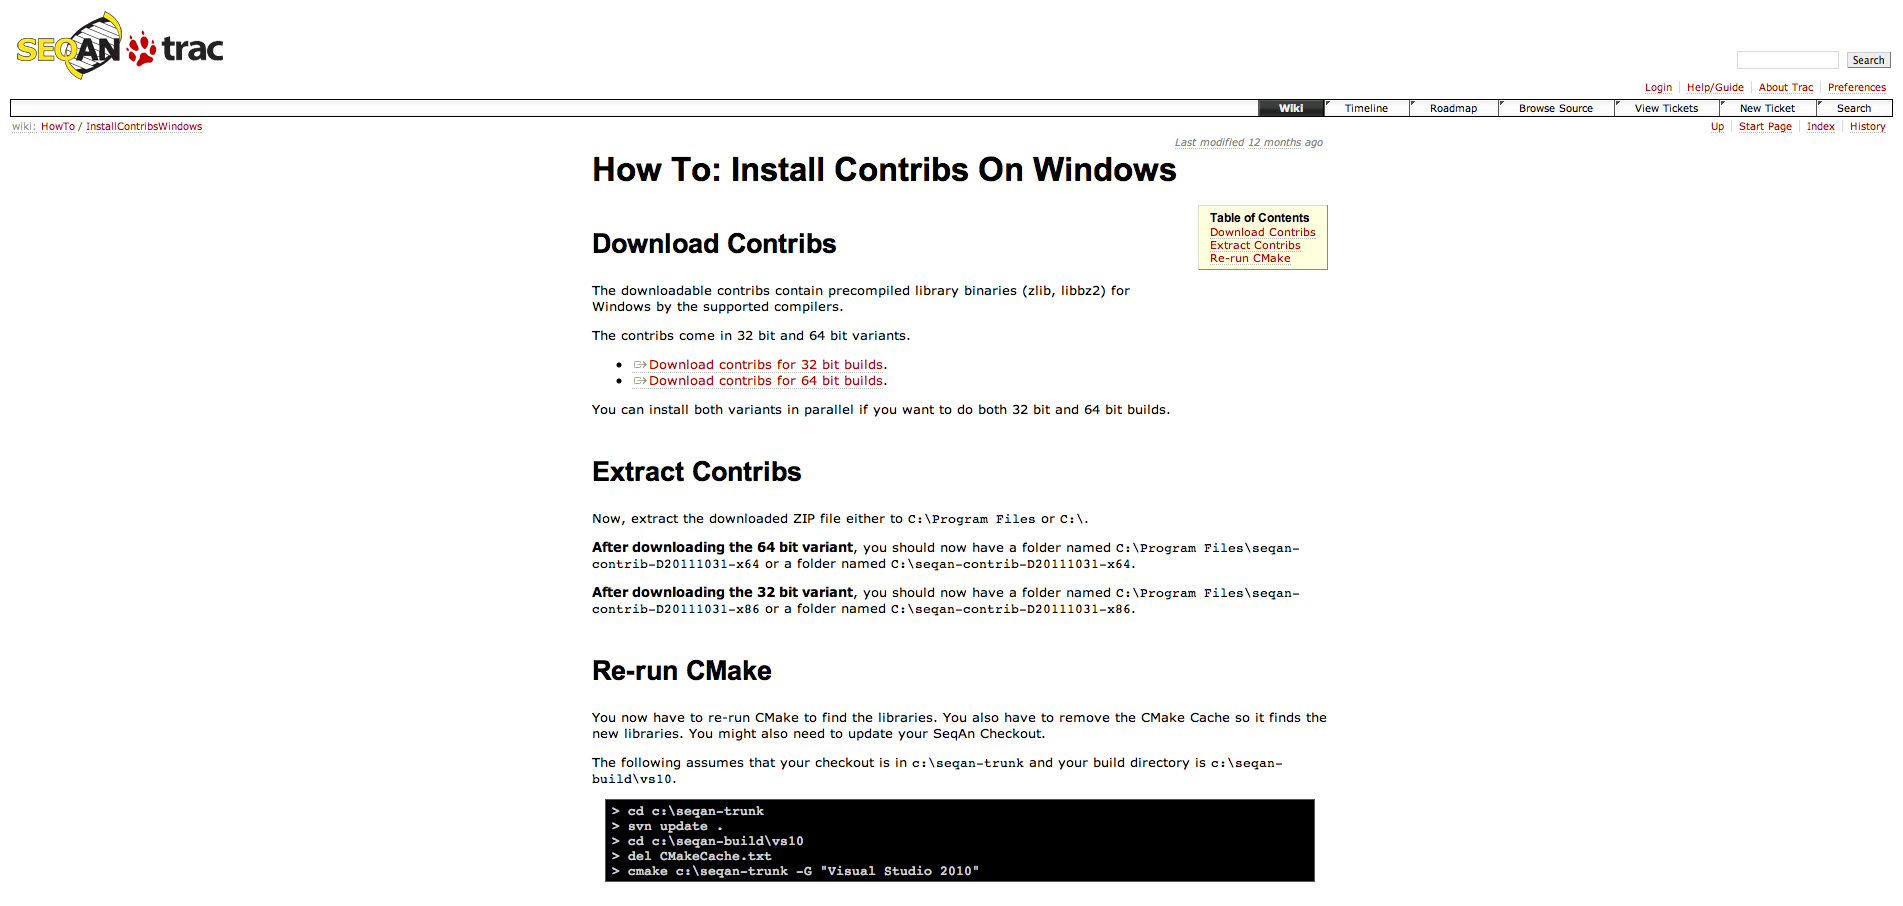 SEQAN trac
Search
Login Help/Guide About Trac Preferences
Wiki Timeline Roadmap Browse Source View Tickets New Ticket Search
wiki: HowTo / InstallContribsWindows
Up Start Page Index History
Last modified 12 months ago
How To: Install Contribs On Windows
Table of Contents
Download Contribs
Extract Contribs
Re-run CMake
Download Contribs
The downloadable contribs contain precompiled library binaries (zlib, libbz2) for
Windows by the supported compilers.
The contribs come in 32 bit and 64 bit variants.
• Download contribs for 32 bit builds.
• Download contribs for 64 bit builds.
You can install both variants in parallel if you want to do both 32 bit and 64 bit builds.
Extract Contribs
Now, extract the downloaded ZIP file either to C:\Program Files or C:\.
After downloading the 64 bit variant, you should now have a folder named C:\Program Files\seqan-
contrib-D20111031-x64 or a folder named C:\seqan-contrib-D20111031-x64.
After downloading the 32 bit variant, you should now have a folder named C:\Program Files\seqan-
contrib-D20111031-x86 or a folder named C:\seqan-contrib-D20111031-x86.
Re-run CMake
You now have to re-run CMake to find the libraries. You also have to remove the CMake Cache so it finds the
new libraries. You might also need to update your SeqAn Checkout.
The following assumes that your checkout is in c:\seqan-trunk and your build directory is c:\seqan-
build\vs10.
> cd c:\seqan-trunk
> svn update .
> cd c:\seqan-build\vs10
> del CMakeCache.txt
> cmake c:\seqan-trunk -G "Visual Studio 2010"